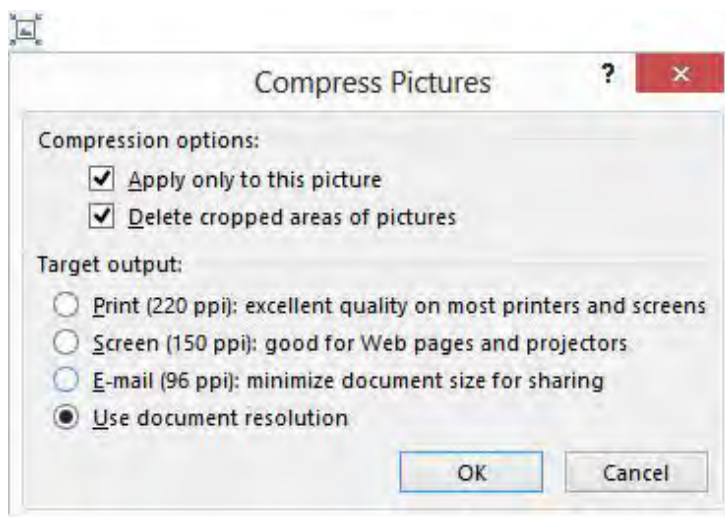 Compress Pictures ? ×
Compression options:
Apply only to this picture
Delete cropped areas of pictures
Target output:
Print (220 ppi): excellent quality on most printers and screens
Screen (150 ppi): good for Web pages and projectors
E-mail (96 ppi): minimize document size for sharing
Use document resolution
OK Cancel